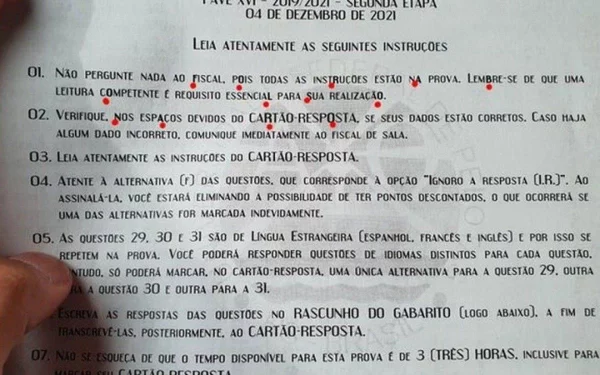 PAVE XVI - 2019/2021 - SEGUNDA ETAPA
04 DE DEZEMBRO DE 2021
LEIA ATENTAMENTE AS SEGUINTES INSTRUÇÕES
01. NÃO PERGUNTE NADA AO FISCAL, POIS TODAS AS INSTRUÇÕES ESTÃO NA PROVA. LEMBRE-SE DE QUE UMA
LEITURA COMPETENTE É REQUISITO ESSENCIAL PARA SUA REALIZAÇÃO.
02. VERIFIQUE, NOS ESPAÇOS DEVIDOS DO CARTÃO-RESPOSTA, SE SEUS DADOS ESTÃO CORRETOS. CASO HAJA
ALGUM DADO INCORRETO, COMUNIQUE IMEDIATAMENTE AO FISCAL DE SALA.
03. LEIA ATENTAMENTE AS INSTRUÇÕES DO CARTÃO-RESPOSTA.
04. ATENTE À ALTERNATIVA (F) DAS QUESTÕES, QUE CORRESPONDE À OPÇÃO "IGNORO A RESPOSTA (I.R.)". AO
ASSINALÁ-LA, VOCÊ ESTARÁ ELIMINANDO A POSSIBILIDADE DE TER PONTOS DESCONTADOS, O QUE OCORRERÁ SE
UMA DAS ALTERNATIVAS FOR MARCADA INDEVIDAMENTE.
05. AS QUESTÕES 29, 30 E 31 SÃO DE LÍNGUA ESTRANGEIRA (ESPANHOL, FRANCÊS E INGLÊS) E POR ISSO SE
REPETEM NA PROVA. VOCÊ PODERÁ RESPONDER QUESTÕES DE IDIOMAS DISTINTOS PARA CADA QUESTÃO,
NTUDO, SÓ PODERÁ MARCAR, NO CARTÃO-RESPOSTA, UMA ÚNICA ALTERNATIVA PARA A QUESTÃO 29, OUTRA
A QUESTÃO 30 E OUTRA PARA A 31.
ESCREVA AS RESPOSTAS DAS QUESTÕES NO RASCUNHO DO GABARITO (LOGO ABAIXO), A FIM DE
TRANSCREVÊ-LAS, POSTERIORMENTE, AO CARTÃO-RESPOSTA.
07. NÃO SE ESQUEÇA DE QUE O TEMPO DISPONÍVEL PARA ESTA PROVA É DE 3 (TRÊS) HORAS, INCLUSIVE PARA
MARCAR SEU CARTÃO RESPOSTA